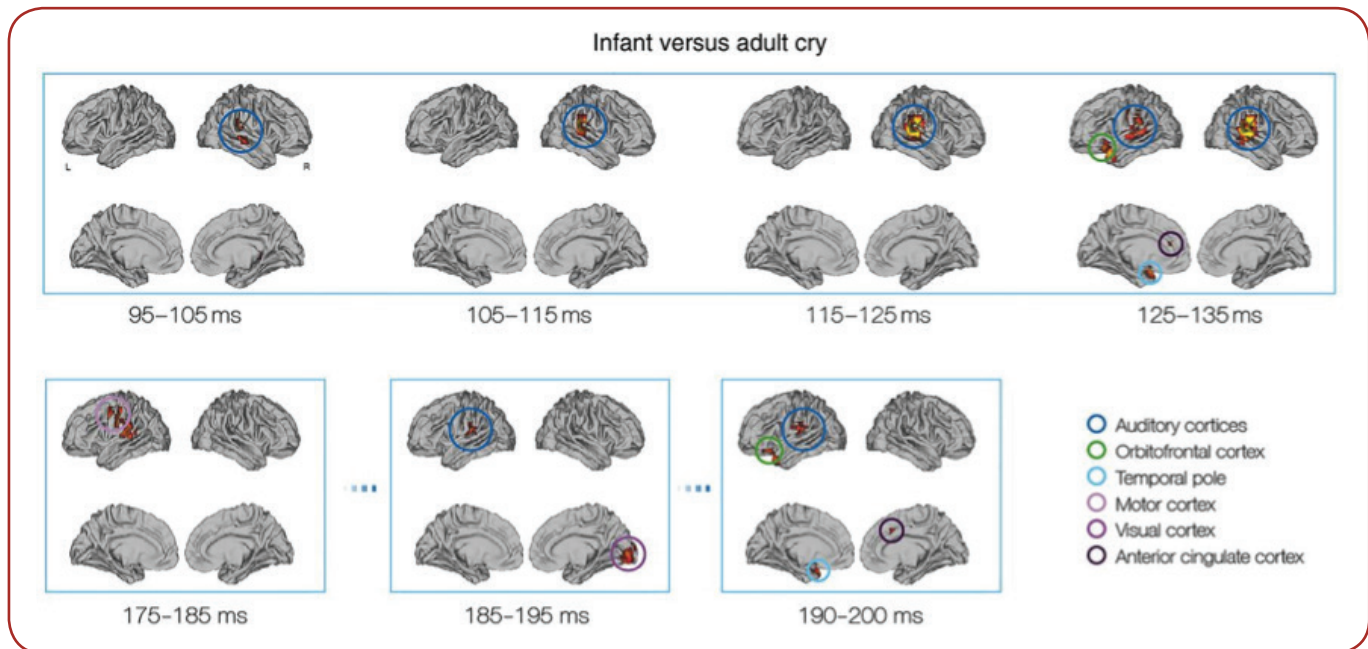 Infant versus adult cry
L
R
95–105 ms
105–115 ms
115–125 ms
125–135 ms
175–185 ms
185–195 ms
190–200 ms
Auditory cortices
Orbitofrontal cortex
Temporal pole
Motor cortex
Visual cortex
Anterior cingulate cortex